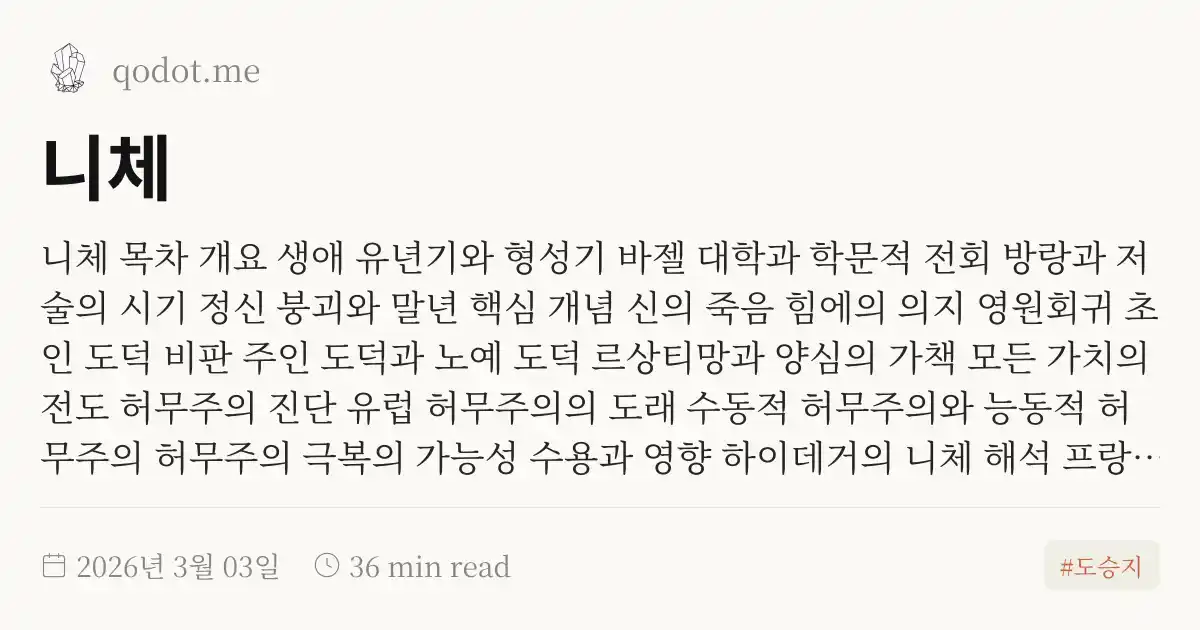 qodot.me
니체
니체 목차 개요 생애 유년기와 형성기 바젤 대학과 학문적 전회 방랑과 저
술의 시기 정신 붕괴와 말년 핵심 개념 신의 죽음 힘에의 의지 영원회귀 초
인 도덕 비판 주인 도덕과 노예 도덕 르상티망과 양심의 가책 모든 가치의
전도 허무주의 진단 유럽 허무주의의 도래 수동적 허무주의와 능동적 허
무주의 허무주의 극복의 가능성 수용과 영향 하이데거의 니체 해석 프랑…
2026년 3월 03일
36 min read
#도승지